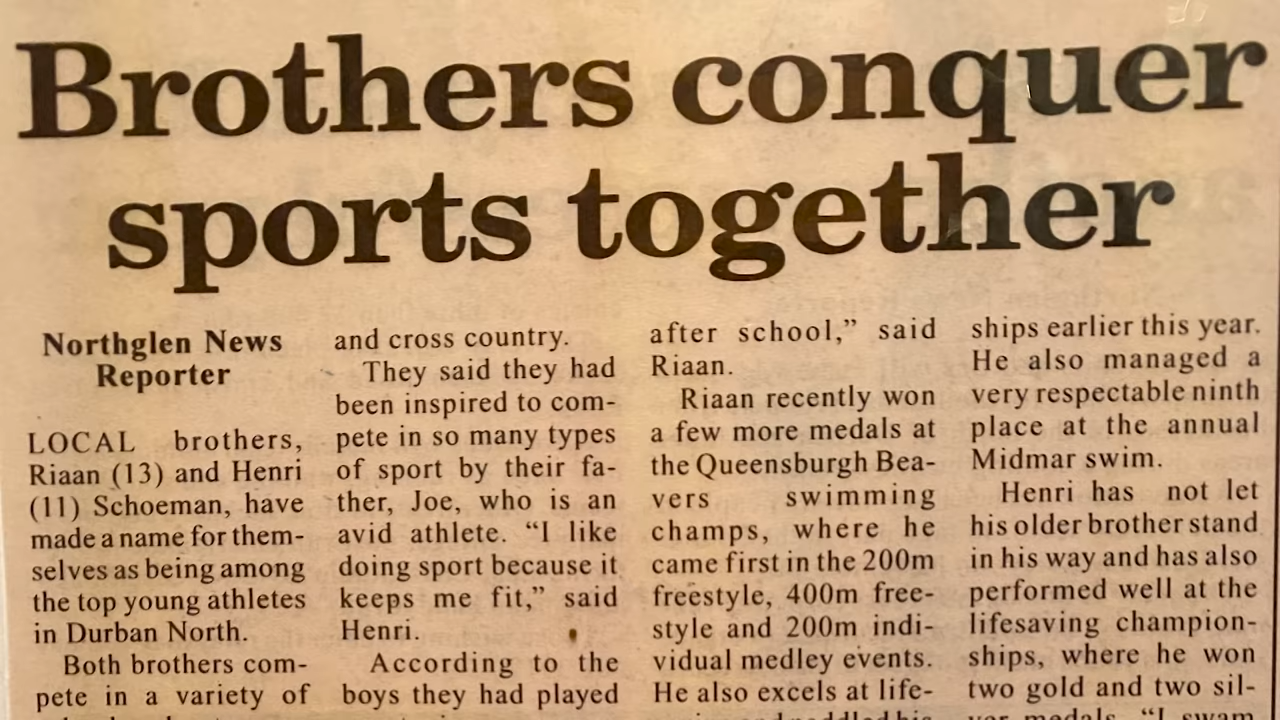 Brothers conquer
sports together
Northglen News
Reporter
LOCAL brothers,
Riaan (13) and Henri
(11) Schoeman, have
made a name for them-
selves as being among
the top young athletes
in Durban North.
Both brothers com-
pete in a variety of
and cross country.
They said they had
been inspired to com-
pete in so many types
of sport by their fa-
ther, Joe, who is an
avid athlete. “I like
doing sport because it
keeps me fit,” said
Henri.
According to the
boys they had played
after school,” said
Riaan.
Riaan recently won
a few more medals at
the Queensburgh Bea-
vers swimming
champs, where he
came first in the 200m
freestyle, 400m free-
style and 200m indi-
vidual medley events.
He also excels at life-
ships earlier this year.
He also managed a
very respectable ninth
place at the annual
Midmar swim.
Henri has not let
his older brother stand
in his way and has also
performed well at the
lifesaving champion-
ships, where he won
two gold and two sil-
ver medals. “I swam